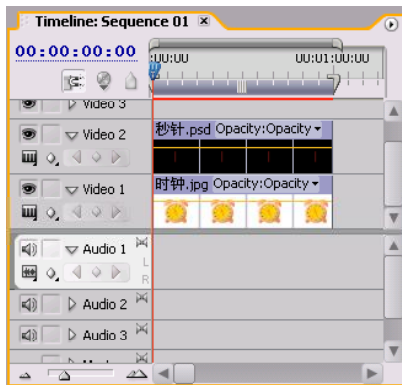 Timeline: Sequence 01
00:00:00:00
:00:00 00:01:00:00
Video 3
Video 2
秒针.psd Opacity:Opacity
Video 1
时钟.jpg Opacity:Opacity
Audio 1
L
R
Audio 2
Audio 3